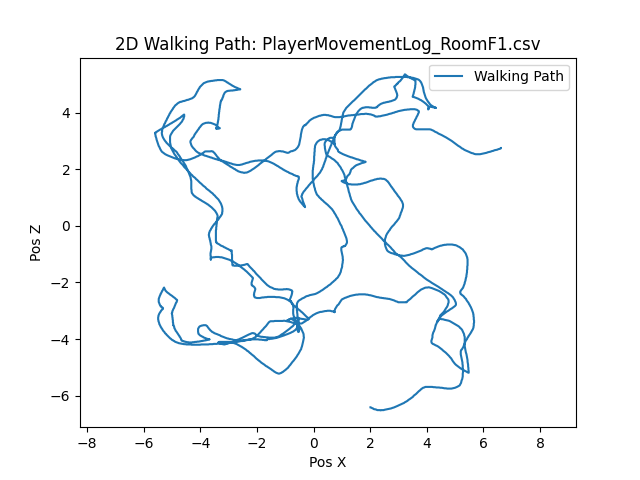 2D Walking Path: PlayerMovementLog_RoomF1.csv
Walking Path
Pos Z
4
2
0
−2
−4
−6
−8 −6 −4 −2 0 2 4 6 8
Pos X